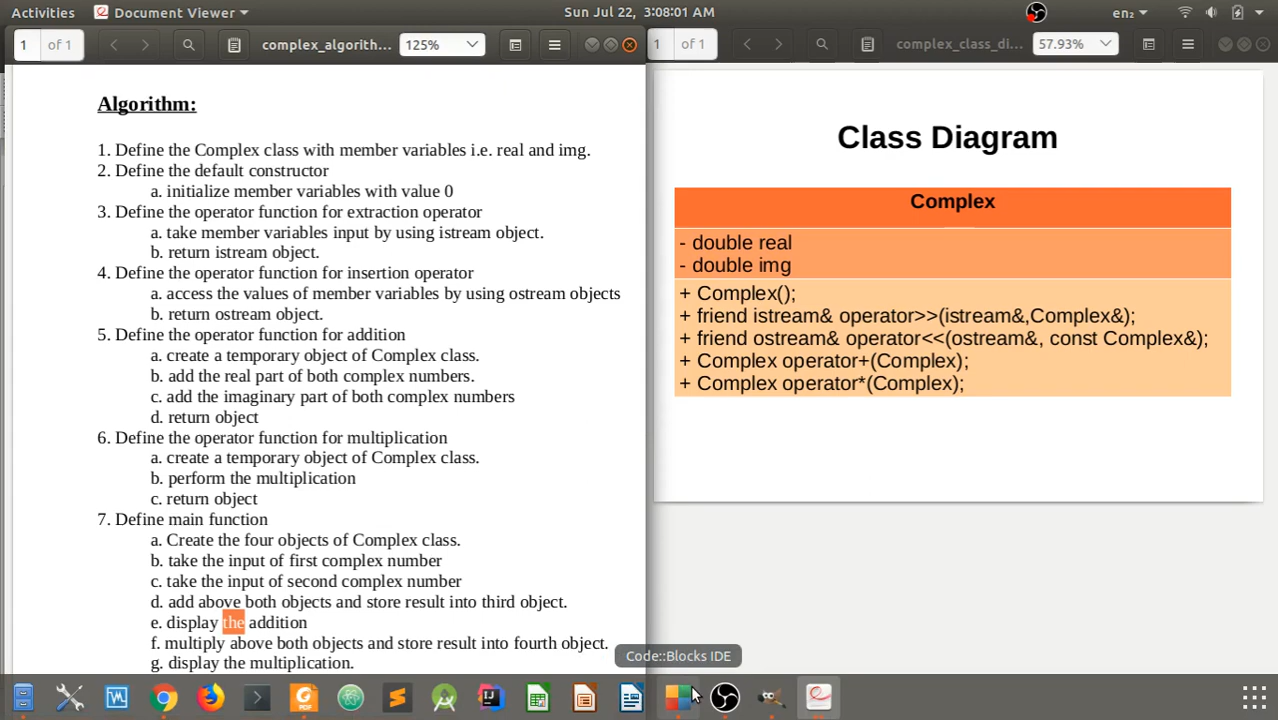 Activities Document Viewer Sun Jul 22, 3:08:01 AM en₂
1 of 1 complex_algorith... 125%
1 of 1 complex_class_di... 57.93%
Algorithm:
1. Define the Complex class with member variables i.e. real and img.
2. Define the default constructor
a. initialize member variables with value 0
3. Define the operator function for extraction operator
a. take member variables input by using istream object.
b. return istream object.
4. Define the operator function for insertion operator
a. access the values of member variables by using ostream objects
b. return ostream object.
5. Define the operator function for addition
a. create a temporary object of Complex class.
b. add the real part of both complex numbers.
c. add the imaginary part of both complex numbers
d. return object
6. Define the operator function for multiplication
a. create a temporary object of Complex class.
b. perform the multiplication
c. return object
7. Define main function
a. Create the four objects of Complex class.
b. take the input of first complex number
c. take the input of second complex number
d. add above both objects and store result into third object.
e. display the addition
f. multiply above both objects and store result into fourth object.
g. display the multiplication.
Class Diagram
Complex
- double real
- double img
+ Complex();
+ friend istream& operator>>(istream&,Complex&);
+ friend ostream& operator<<(ostream&, const Complex&);
+ Complex operator+(Complex);
+ Complex operator*(Complex);
Code::Blocks IDE